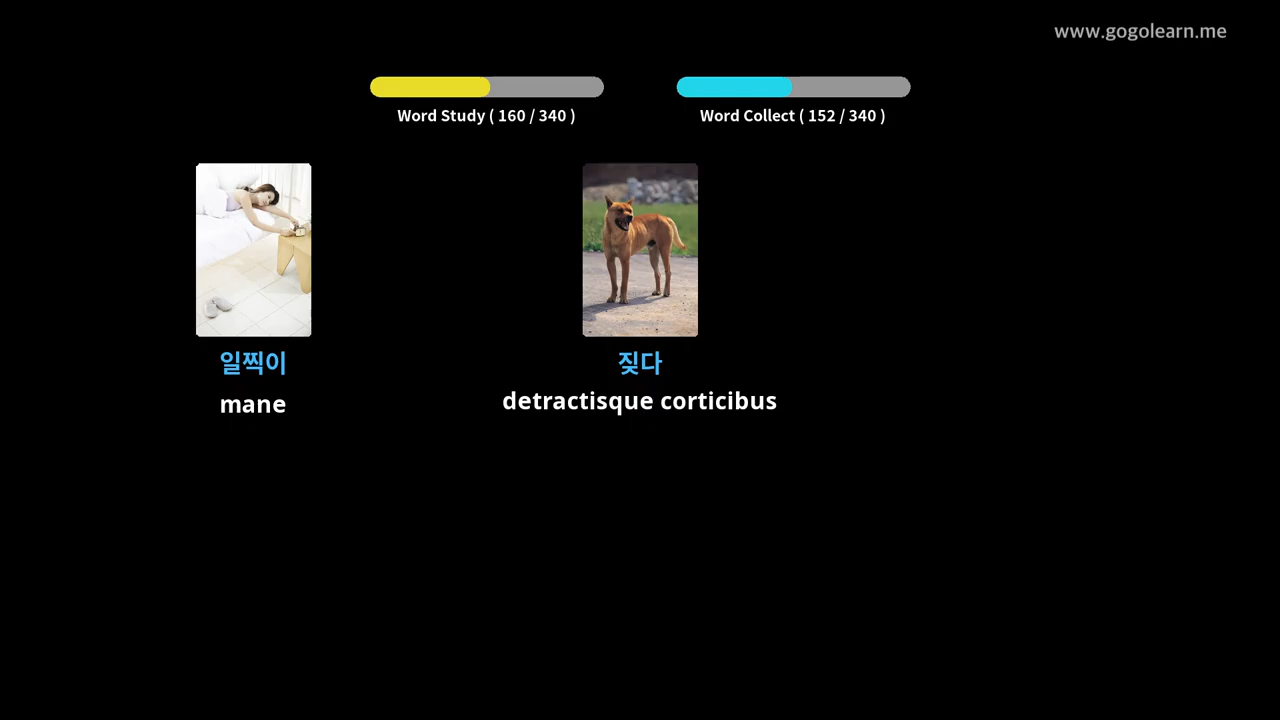 www.gogolearn.me
Word Study ( 160 / 340 )
Word Collect ( 152 / 340 )
일찍이
mane
짖다
detractisque corticibus